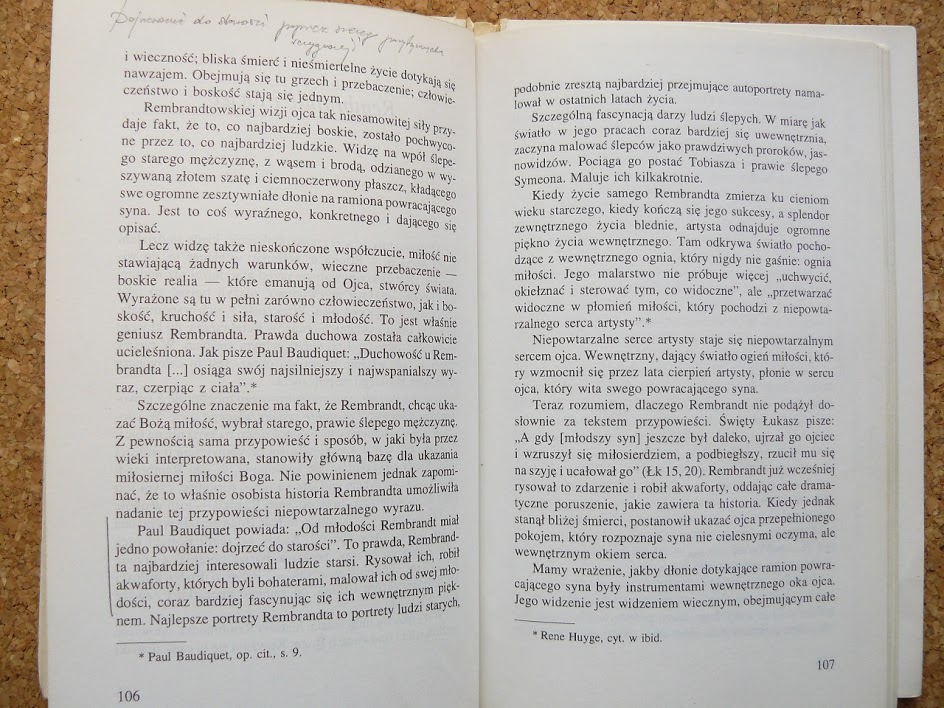 Dojrzewać do starości poprzez
i wieczność; bliska śmierć i nieśmiertelne życie dotykają się
nawzajem. Obejmują się tu grzech i przebaczenie; człowie-
czeństwo i boskość stają się jednym.
Rembrandtowskiej wizji ojca tak niesamowitej siły przy-
daje fakt, że to, co najbardziej boskie, zostało pochwyco-
ne przez to, co najbardziej ludzkie. Widzę na wpół ślepe-
go starego mężczyznę, z wąsem i brodą, odzianego w wy-
szywaną złotem szatę i ciemnoczerwony płaszcz, kładącego
swe ogromne zesztywniałe dłonie na ramiona powracającego
syna. Jest to coś wyraźnego, konkretnego i dającego się
opisać.
Lecz widzę także nieskończone współczucie, miłość nie
stawiającą żadnych warunków, wieczne przebaczenie —
boskie realia — które emanują od Ojca, stwórcy świata.
Wyrażone są tu w pełni zarówno człowieczeństwo, jak i bo-
skość, kruchość i siła, starość i młodość. To jest właśnie
geniusz Rembrandta. Prawda duchowa została całkowicie
ucieleśniona. Jak pisze Paul Baudiquet: „Duchowość u Rem-
brandta [...] osiąga swój najsilniejszy i najwspanialszy wy-
raz, czerpiąc z ciała”.*
Szczególne znaczenie ma fakt, że Rembrandt, chcąc uka-
zać Bożą miłość, wybrał starego, prawie ślepego mężczyznę.
Z pewnością sama przypowieść i sposób, w jaki była przez
wieki interpretowana, stanowiły główną bazę dla ukazania
miłosiernej miłości Boga. Nie powinienem jednak zapomi-
nać, że to właśnie osobista historia Rembrandta umożliwiła
nadanie tej przypowieści niepowtarzalnego wyrazu.
Paul Baudiquet powiada: „Od młodości Rembrandt miał
jedno powołanie: dojrzeć do starości”. To prawda, Rembrand-
ta najbardziej interesowali ludzie starsi. Rysował ich, robił
akwaforty, których byli bohaterami, malował ich od swej mło-
dości, coraz bardziej fascynując się ich wewnętrznym pięk-
nem. Najlepsze portrety Rembrandta to portrety ludzi starych,
* Paul Baudiquet, op. cit., s. 9.
106
podobnie zresztą najbardziej przejmujące autoportrety nama-
lował w ostatnich latach życia.
Szczególną fascynacją darzy ludzi ślepych. W miarę jak
światło w jego pracach coraz bardziej się uwewnętrznia,
zaczyna malować ślepców jako prawdziwych proroków, jas-
nowidzów. Pociąga go postać Tobiasza i prawie ślepego
Symeona. Maluje ich kilkakrotnie.
Kiedy życie samego Rembrandta zmierza ku cieniom
wieku starczego, kiedy kończą się jego sukcesy, a splendor
zewnętrznego życia blednie, artysta odnajduje ogromne
piękno życia wewnętrznego. Tam odkrywa światło pocho-
dzące z wewnętrznego ognia, który nigdy nie gaśnie: ognia
miłości. Jego malarstwo nie próbuje więcej „uchwycić,
okiełznać i sterować tym, co widoczne”, ale „przetwarzać
widoczne w płomień miłości, który pochodzi z niepowta-
rzalnego serca artysty”.*
Niepowtarzalne serce artysty staje się niepowtarzalnym
sercem ojca. Wewnętrzny, dający światło ogień miłości, któ-
ry wzmocnił się przez lata cierpień artysty, płonie w sercu
ojca, który wita swego powracającego syna.
Teraz rozumiem, dlaczego Rembrandt nie podążył do-
słownie za tekstem przypowieści. Święty Łukasz pisze:
„A gdy [młodszy syn] jeszcze był daleko, ujrzał go ojciec
i wzruszył się miłosierdziem, a podbiegłszy, rzucił mu się
na szyję i ucałował go” (Łk 15, 20). Rembrandt już wcześniej
rysował to zdarzenie i robił akwaforty, oddając całe drama-
tyczne poruszenie, jakie zawiera ta historia. Kiedy jednak
stanął bliżej śmierci, postanowił ukazać ojca przepełnionego
pokojem, który rozpoznaje syna nie cielesnymi oczyma, ale
wewnętrznym okiem serca.
Mamy wrażenie, jakby dłonie dotykające ramion powra-
cającego syna były instrumentami wewnętrznego oka ojca.
Jego widzenie jest widzeniem wiecznym, obejmującym całe
* Rene Huyge, cyt. w ibid.
107